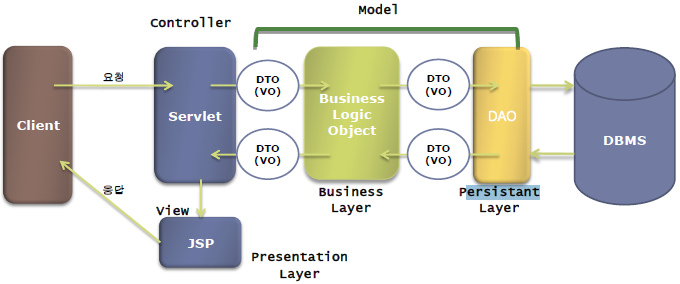 Model
Controller
요청
Client
Servlet
DTO
(VO)
Business
Logic
Object
DTO
(VO)
DAO
DBMS
DTO
(VO)
DTO
(VO)
응답
View
JSP
Business
Layer
Persistant
Layer
Presentation
Layer